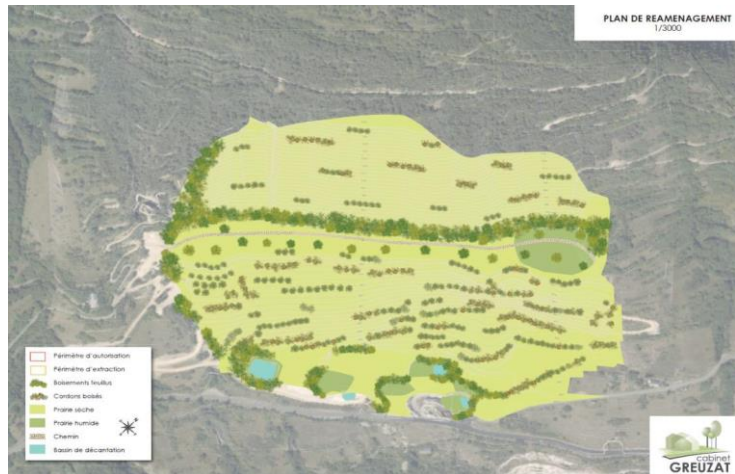 PLAN DE REAMENAGEMENT
1/3000
Périmètre d'autorisation
Périmètre d'extraction
Boisements feuillus
Cordons boisés
Prairie sèche
Prairie humide
Chemin
Bassin de décantation
cabinet
GREUZAT